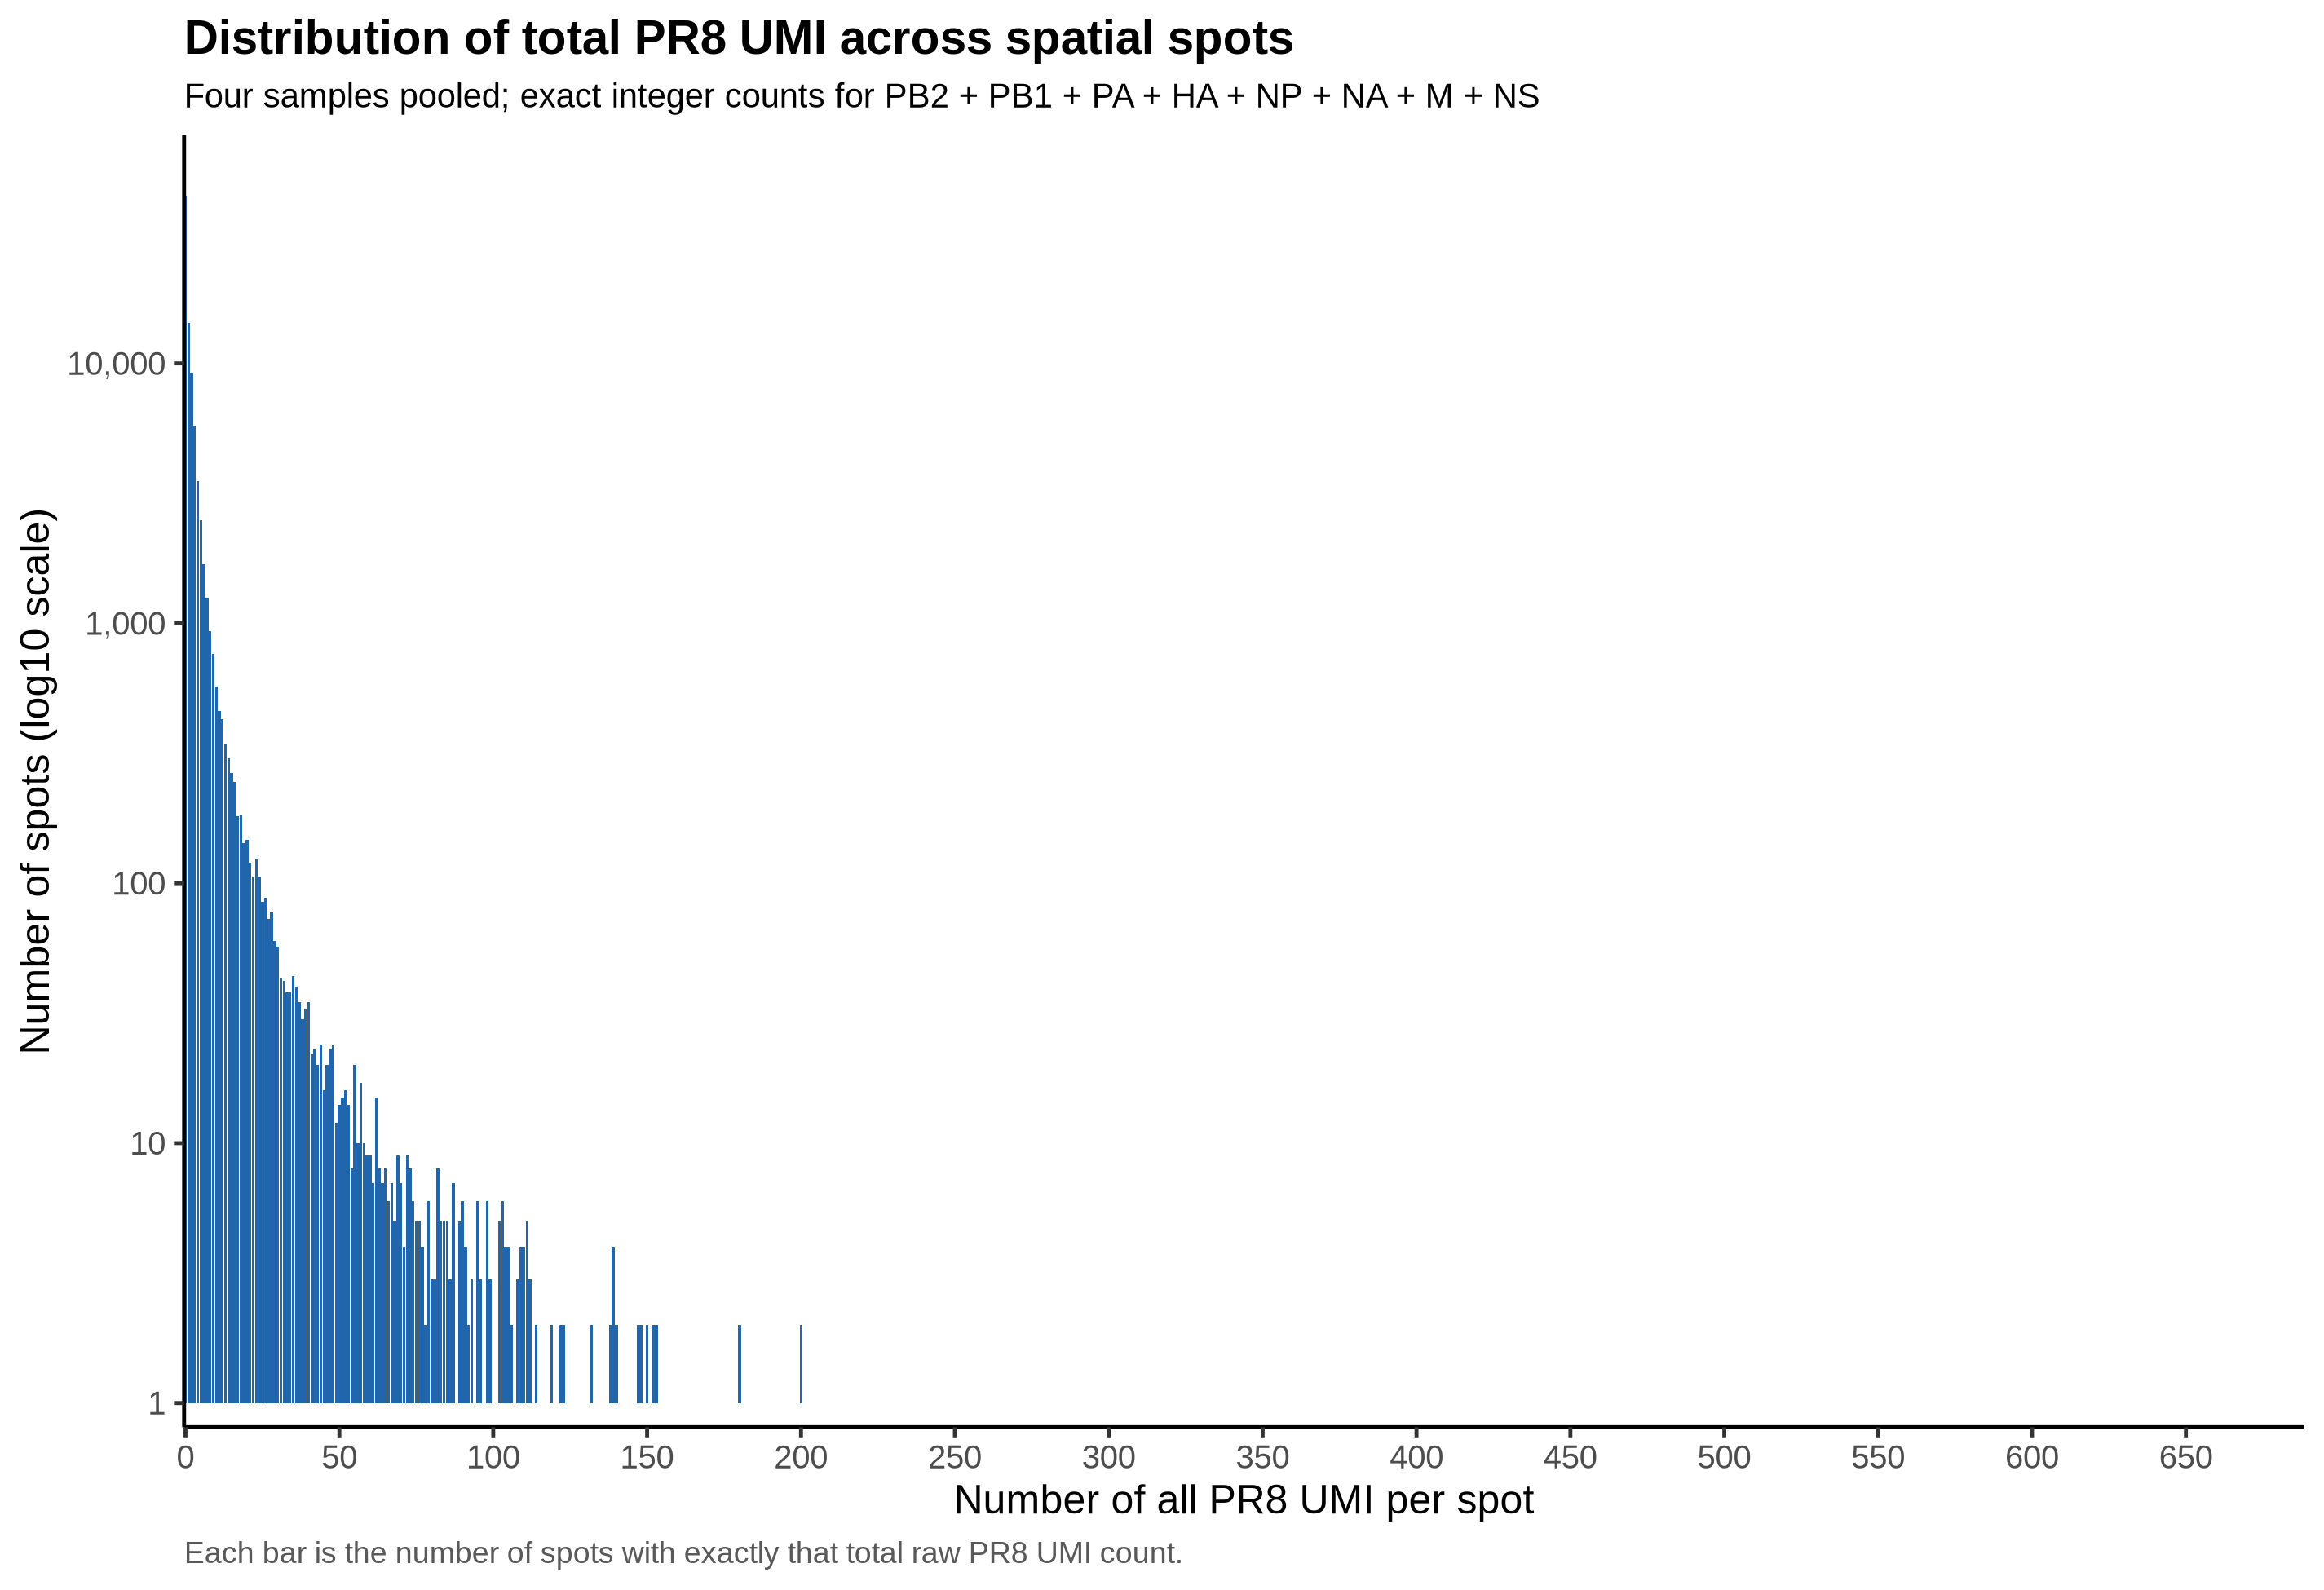 Distribution of total PR8 UMI across spatial spots
Four samples pooled; exact integer counts for PB2 + PB1 + PA + HA + NP + NA + M + NS
Number of spots (log10 scale)
10,000
1,000
100
10
1
0 50 100 150 200 250 300 350 400 450 500 550 600 650
Number of all PR8 UMI per spot
Each bar is the number of spots with exactly that total raw PR8 UMI count.